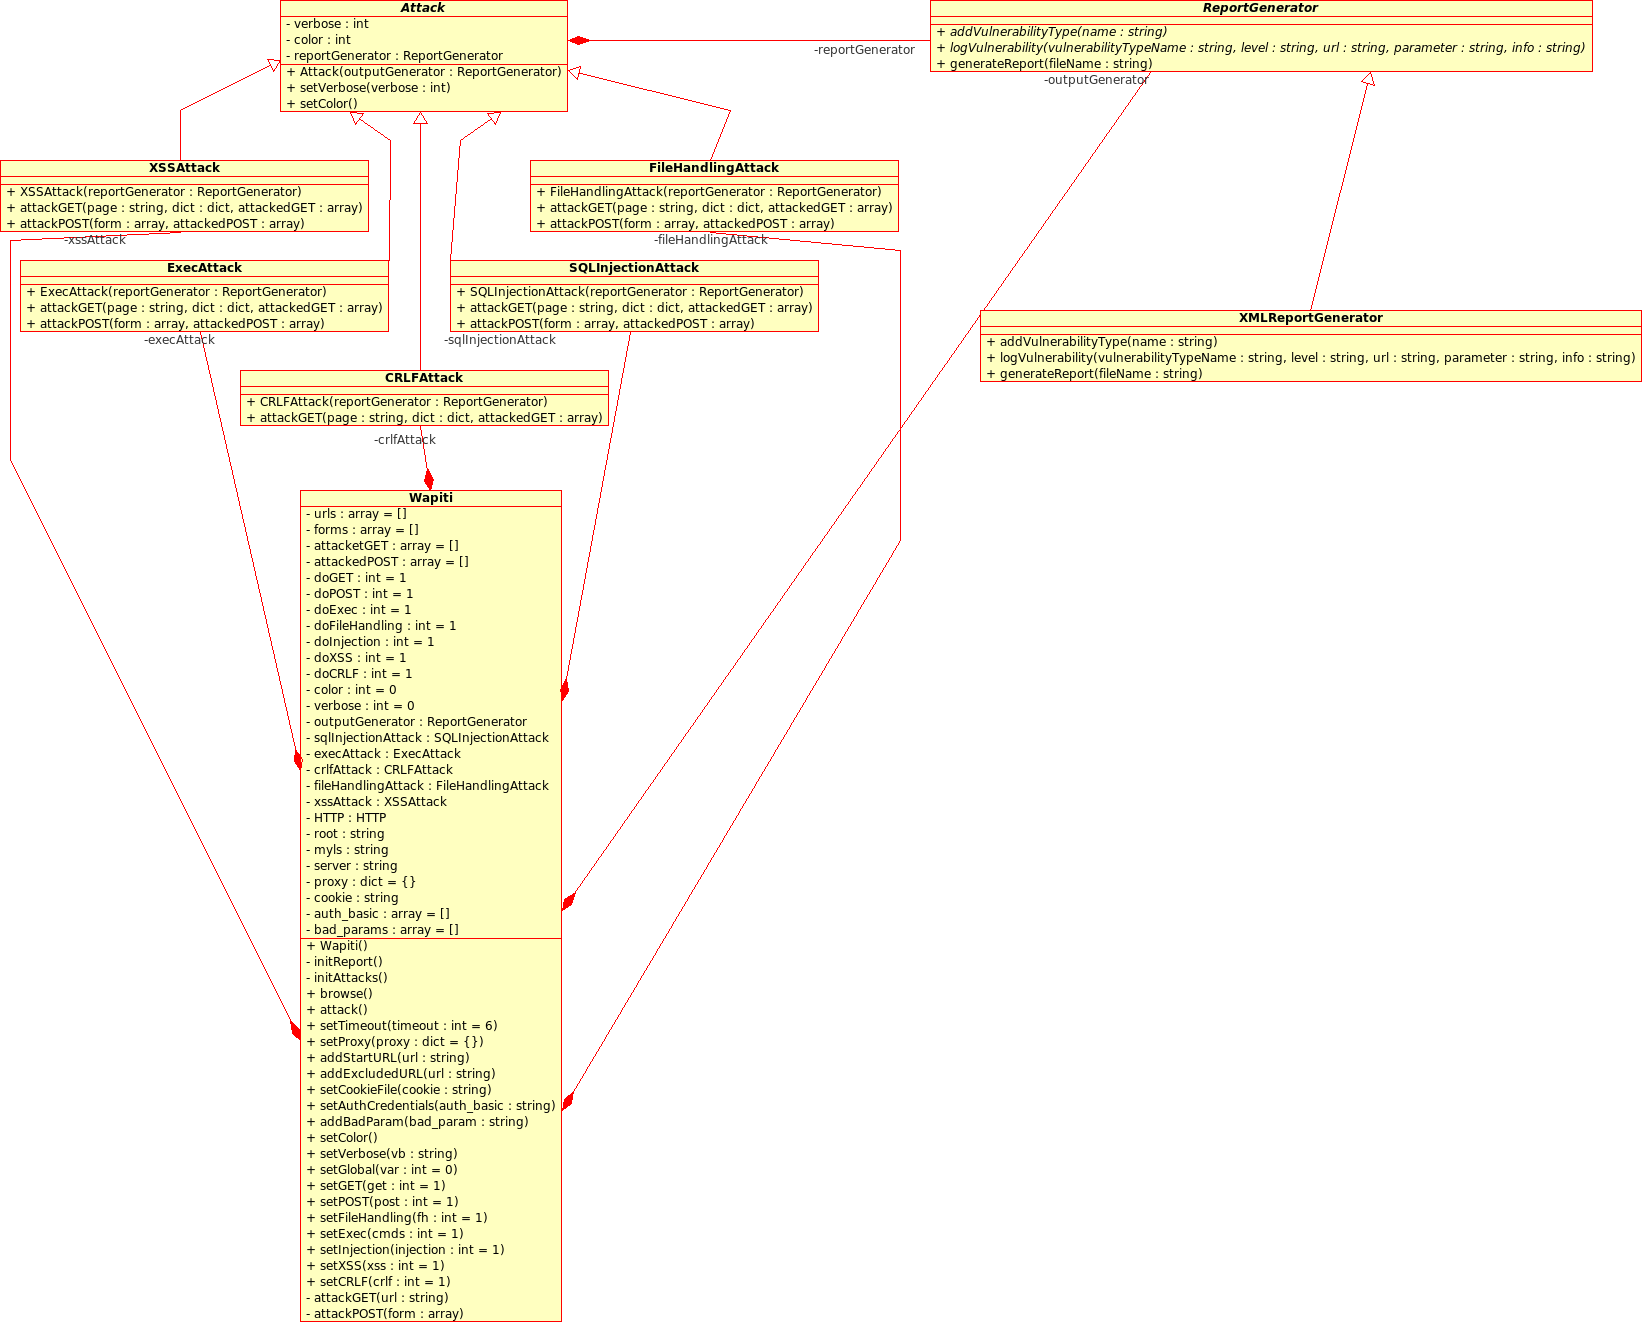 Attack
- verbose : int
- color : int
- reportGenerator : ReportGenerator
+ Attack(outputGenerator : ReportGenerator)
+ setVerbose(verbose : int)
+ setColor()
-reportGenerator
ReportGenerator
+ addVulnerabilityType(name : string)
+ logVulnerability(vulnerabilityTypeName : string, level : string, url : string, parameter : string, info : string)
+ generateReport(fileName : string)
-outputGenerator
XSSAttack
+ XSSAttack(reportGenerator : ReportGenerator)
+ attackGET(page : string, dict : dict, attackedGET : array)
+ attackPOST(form : array, attackedPOST : array)
-xssAttack
FileHandlingAttack
+ FileHandlingAttack(reportGenerator : ReportGenerator)
+ attackGET(page : string, dict : dict, attackedGET : array)
+ attackPOST(form : array, attackedPOST : array)
-fileHandlingAttack
ExecAttack
+ ExecAttack(reportGenerator : ReportGenerator)
+ attackGET(page : string, dict : dict, attackedGET : array)
+ attackPOST(form : array, attackedPOST : array)
-execAttack
SQLInjectionAttack
+ SQLInjectionAttack(reportGenerator : ReportGenerator)
+ attackGET(page : string, dict : dict, attackedGET : array)
+ attackPOST(form : array, attackedPOST : array)
-sqlInjectionAttack
XMLReportGenerator
+ addVulnerabilityType(name : string)
+ logVulnerability(vulnerabilityTypeName : string, level : string, url : string, parameter : string, info : string)
+ generateReport(fileName : string)
CRLFAttack
+ CRLFAttack(reportGenerator : ReportGenerator)
+ attackGET(page : string, dict : dict, attackedGET : array)
-crlfAttack
Wapiti
- urls : array = []
- forms : array = []
- attacketGET : array = []
- attackedPOST : array = []
- doGET : int = 1
- doPOST : int = 1
- doExec : int = 1
- doFileHandling : int = 1
- doInjection : int = 1
- doXSS : int = 1
- doCRLF : int = 1
- color : int = 0
- verbose : int = 0
- outputGenerator : ReportGenerator
- sqlInjectionAttack : SQLInjectionAttack
- execAttack : ExecAttack
- crlfAttack : CRLFAttack
- fileHandlingAttack : FileHandlingAttack
- xssAttack : XSSAttack
- HTTP : HTTP
- root : string
- myls : string
- server : string
- proxy : dict = {}
- cookie : string
- auth_basic : array = []
- bad_params : array = []
+ Wapiti()
- initReport()
- initAttacks()
+ browse()
+ attack()
+ setTimeout(timeout : int = 6)
+ setProxy(proxy : dict = {})
+ addStartURL(url : string)
+ addExcludedURL(url : string)
+ setCookieFile(cookie : string)
+ setAuthCredentials(auth_basic : string)
+ addBadParam(bad_param : string)
+ setColor()
+ setVerbose(vb : string)
+ setGlobal(var : int = 0)
+ setGET(get : int = 1)
+ setPOST(post : int = 1)
+ setFileHandling(fh : int = 1)
+ setExec(cmds : int = 1)
+ setInjection(injection : int = 1)
+ setXSS(xss : int = 1)
+ setCRLF(crlf : int = 1)
- attackGET(url : string)
- attackPOST(form : array)